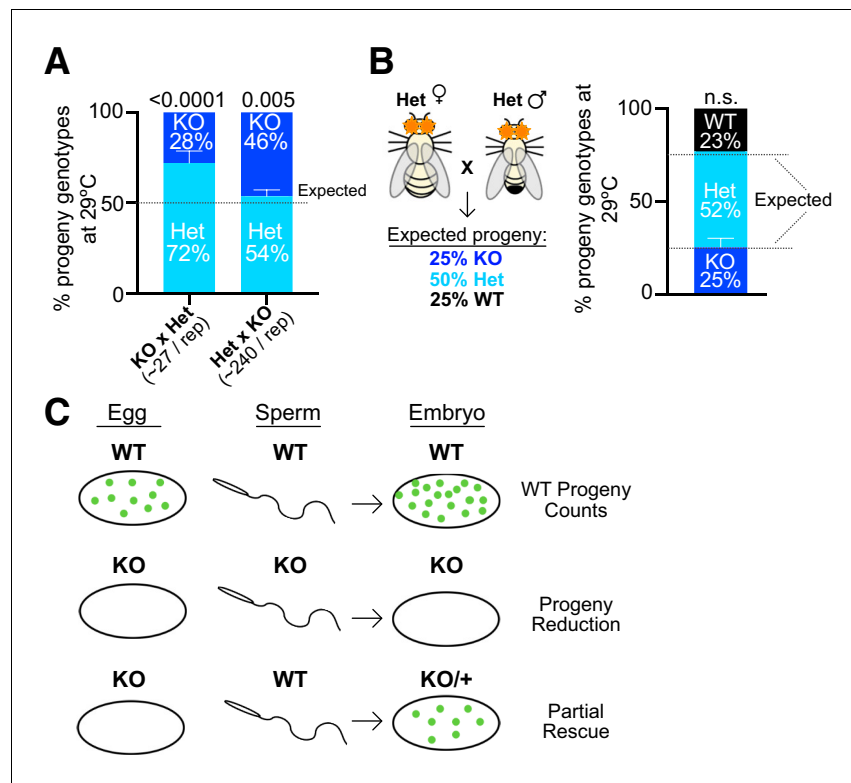 A
<0.0001 0.005
% progeny genotypes
at 29ºC
100
50
0
KO
28%
Het
72%
KO
46%
Het
54%
Expected
KO x Het
(~27 / rep)
Het x KO
(~240 / rep)
B
Het ♀
Het ♂
x
Expected progeny:
25% KO
50% Het
25% WT
% progeny genotypes at
29ºC
n.s.
100
50
0
WT
23%
Het
52%
KO
25%
Expected
C
Egg Sperm Embryo
WT WT WT
WT Progeny
Counts
KO KO KO
Progeny
Reduction
KO WT KO/+
Partial
Rescue